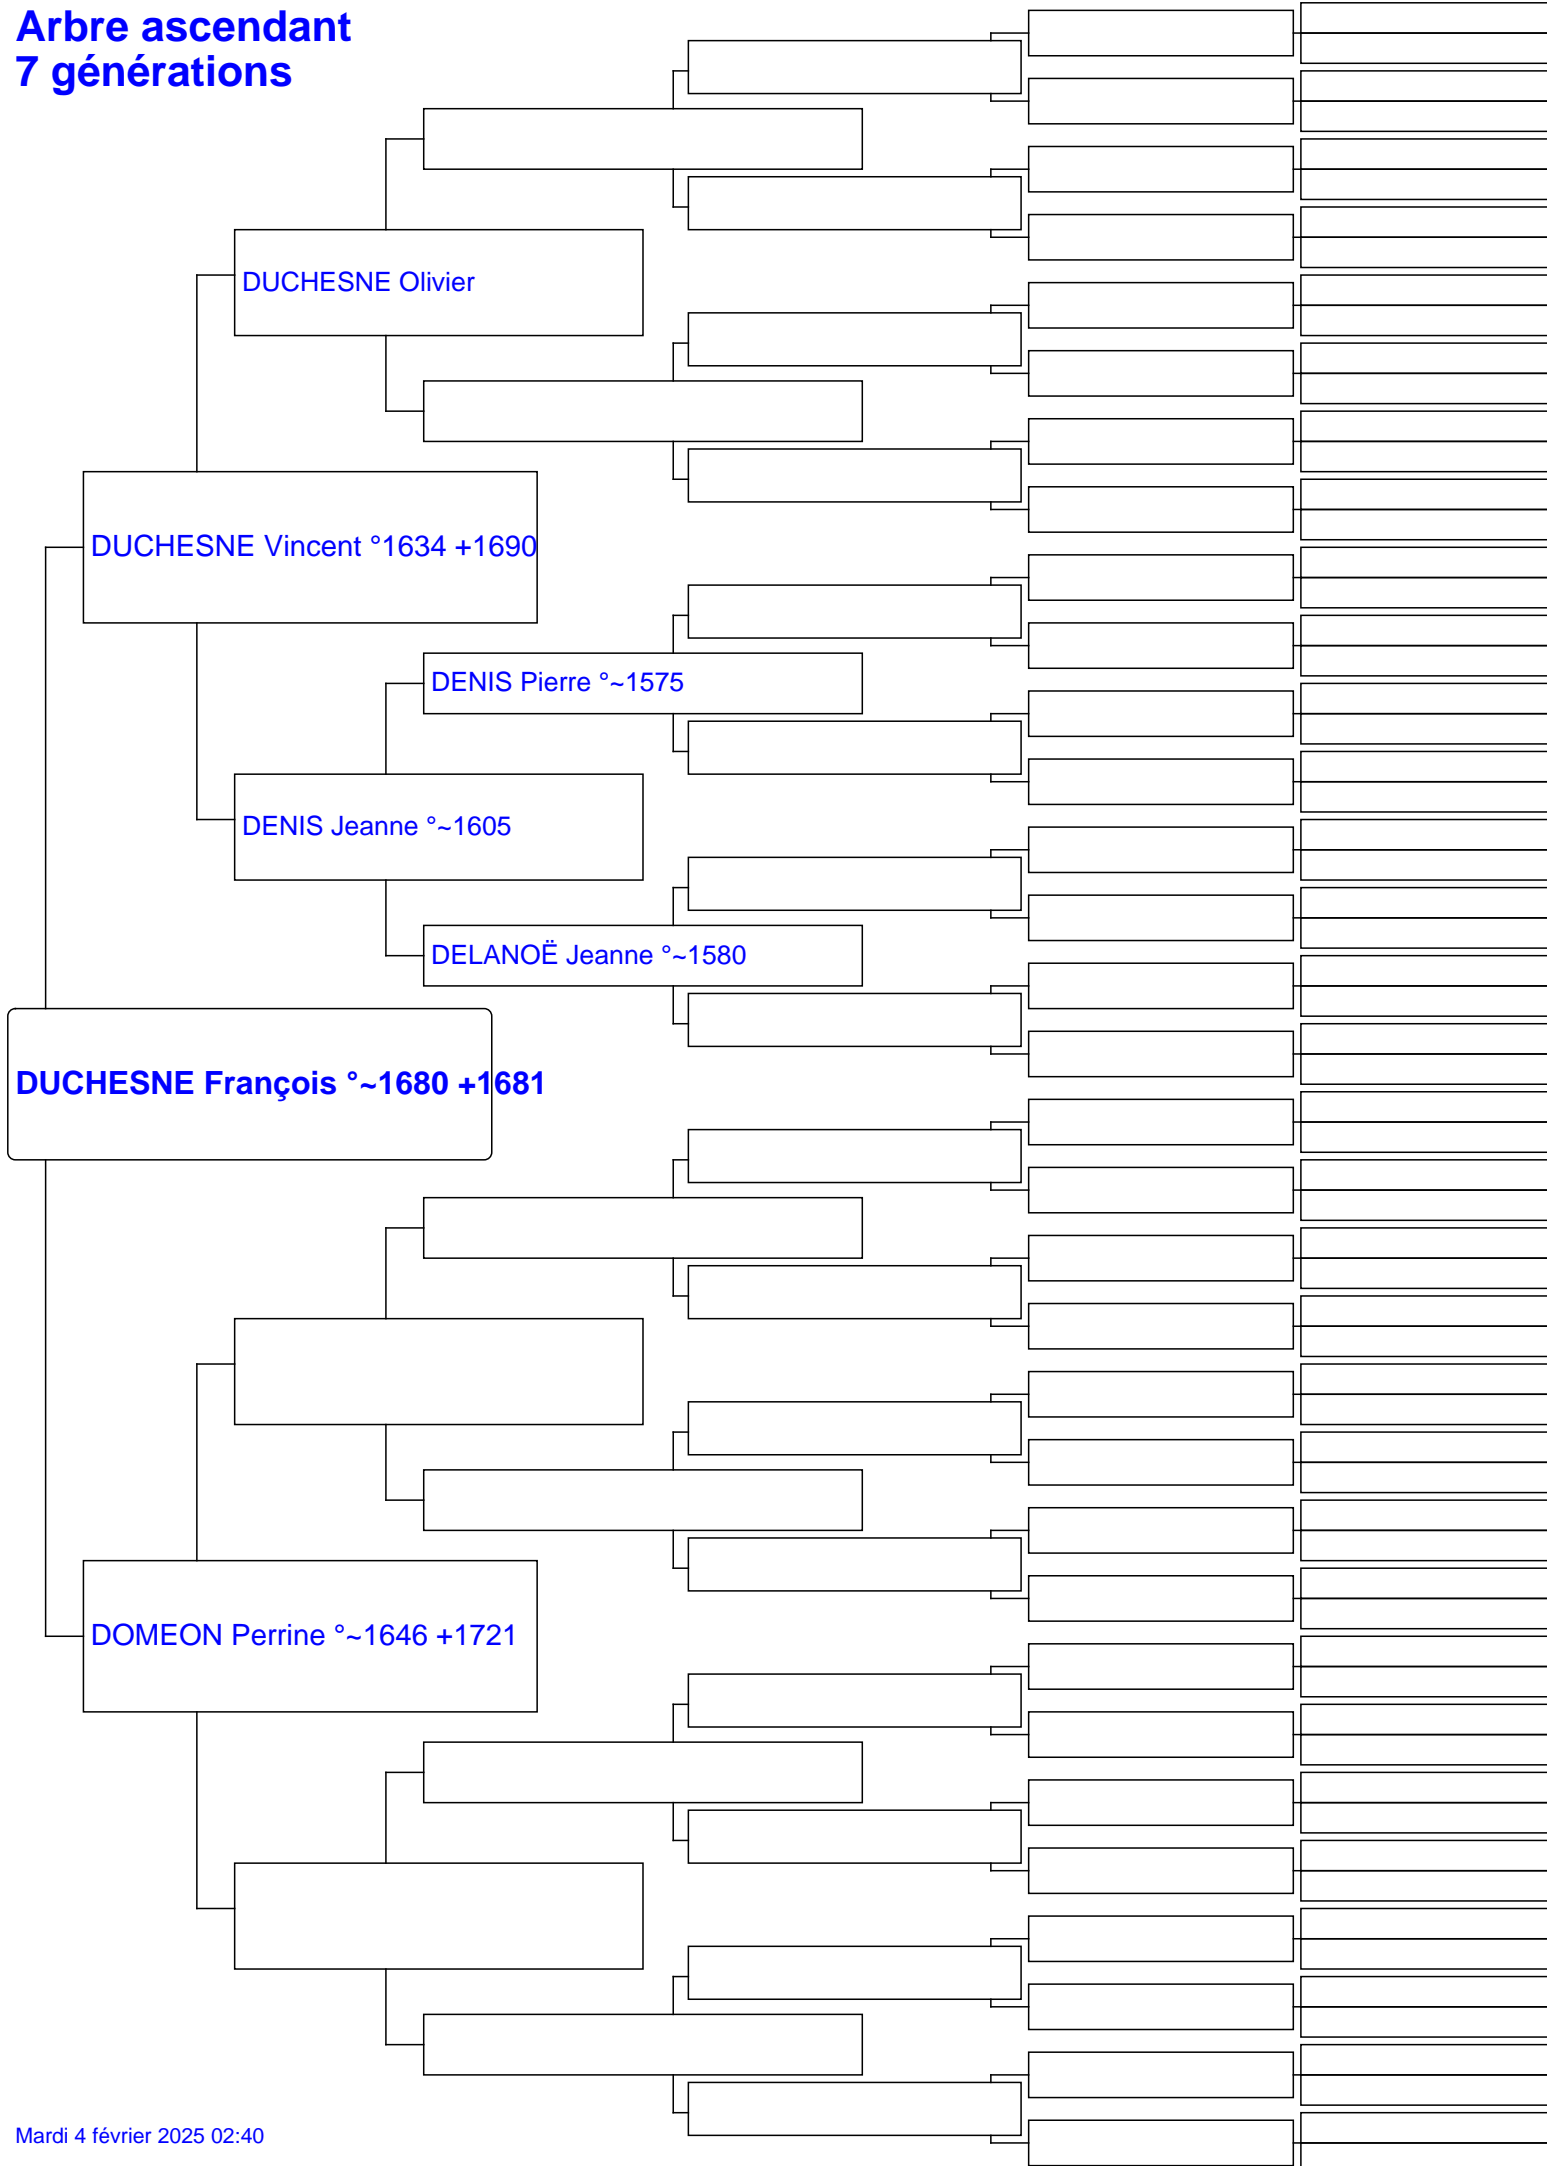 Arbre ascendant
7 générations
DUCHESNE Olivier
DUCHESNE Vincent °1634 +1690
DENIS Pierre °~1575
DENIS Jeanne °~1605
DELANOË Jeanne °~1580
DUCHESNE François °~1680 +1681
DOMEON Perrine °~1646 +1721
Mardi 4 février 2025 02:40